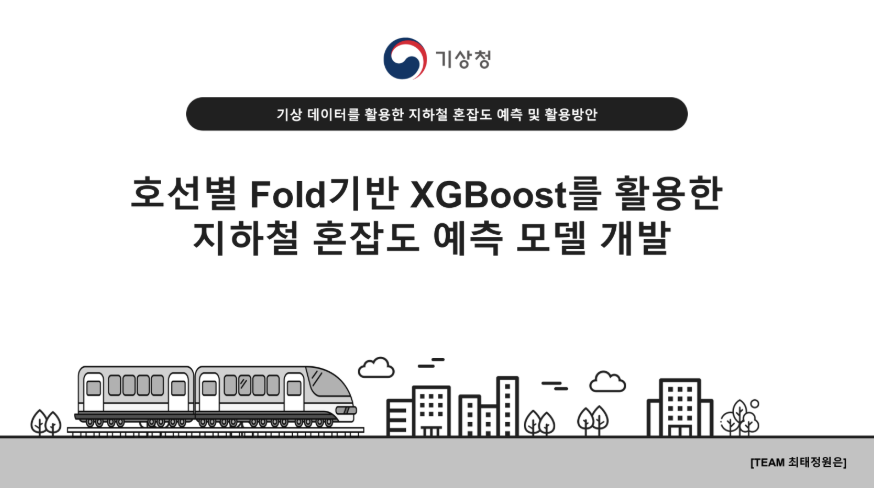 기상청
기상 데이터를 활용한 지하철 혼잡도 예측 및 활용방안
호선별 Fold기반 XGBoost를 활용한
지하철 혼잡도 예측 모델 개발
[TEAM 최태정원은]